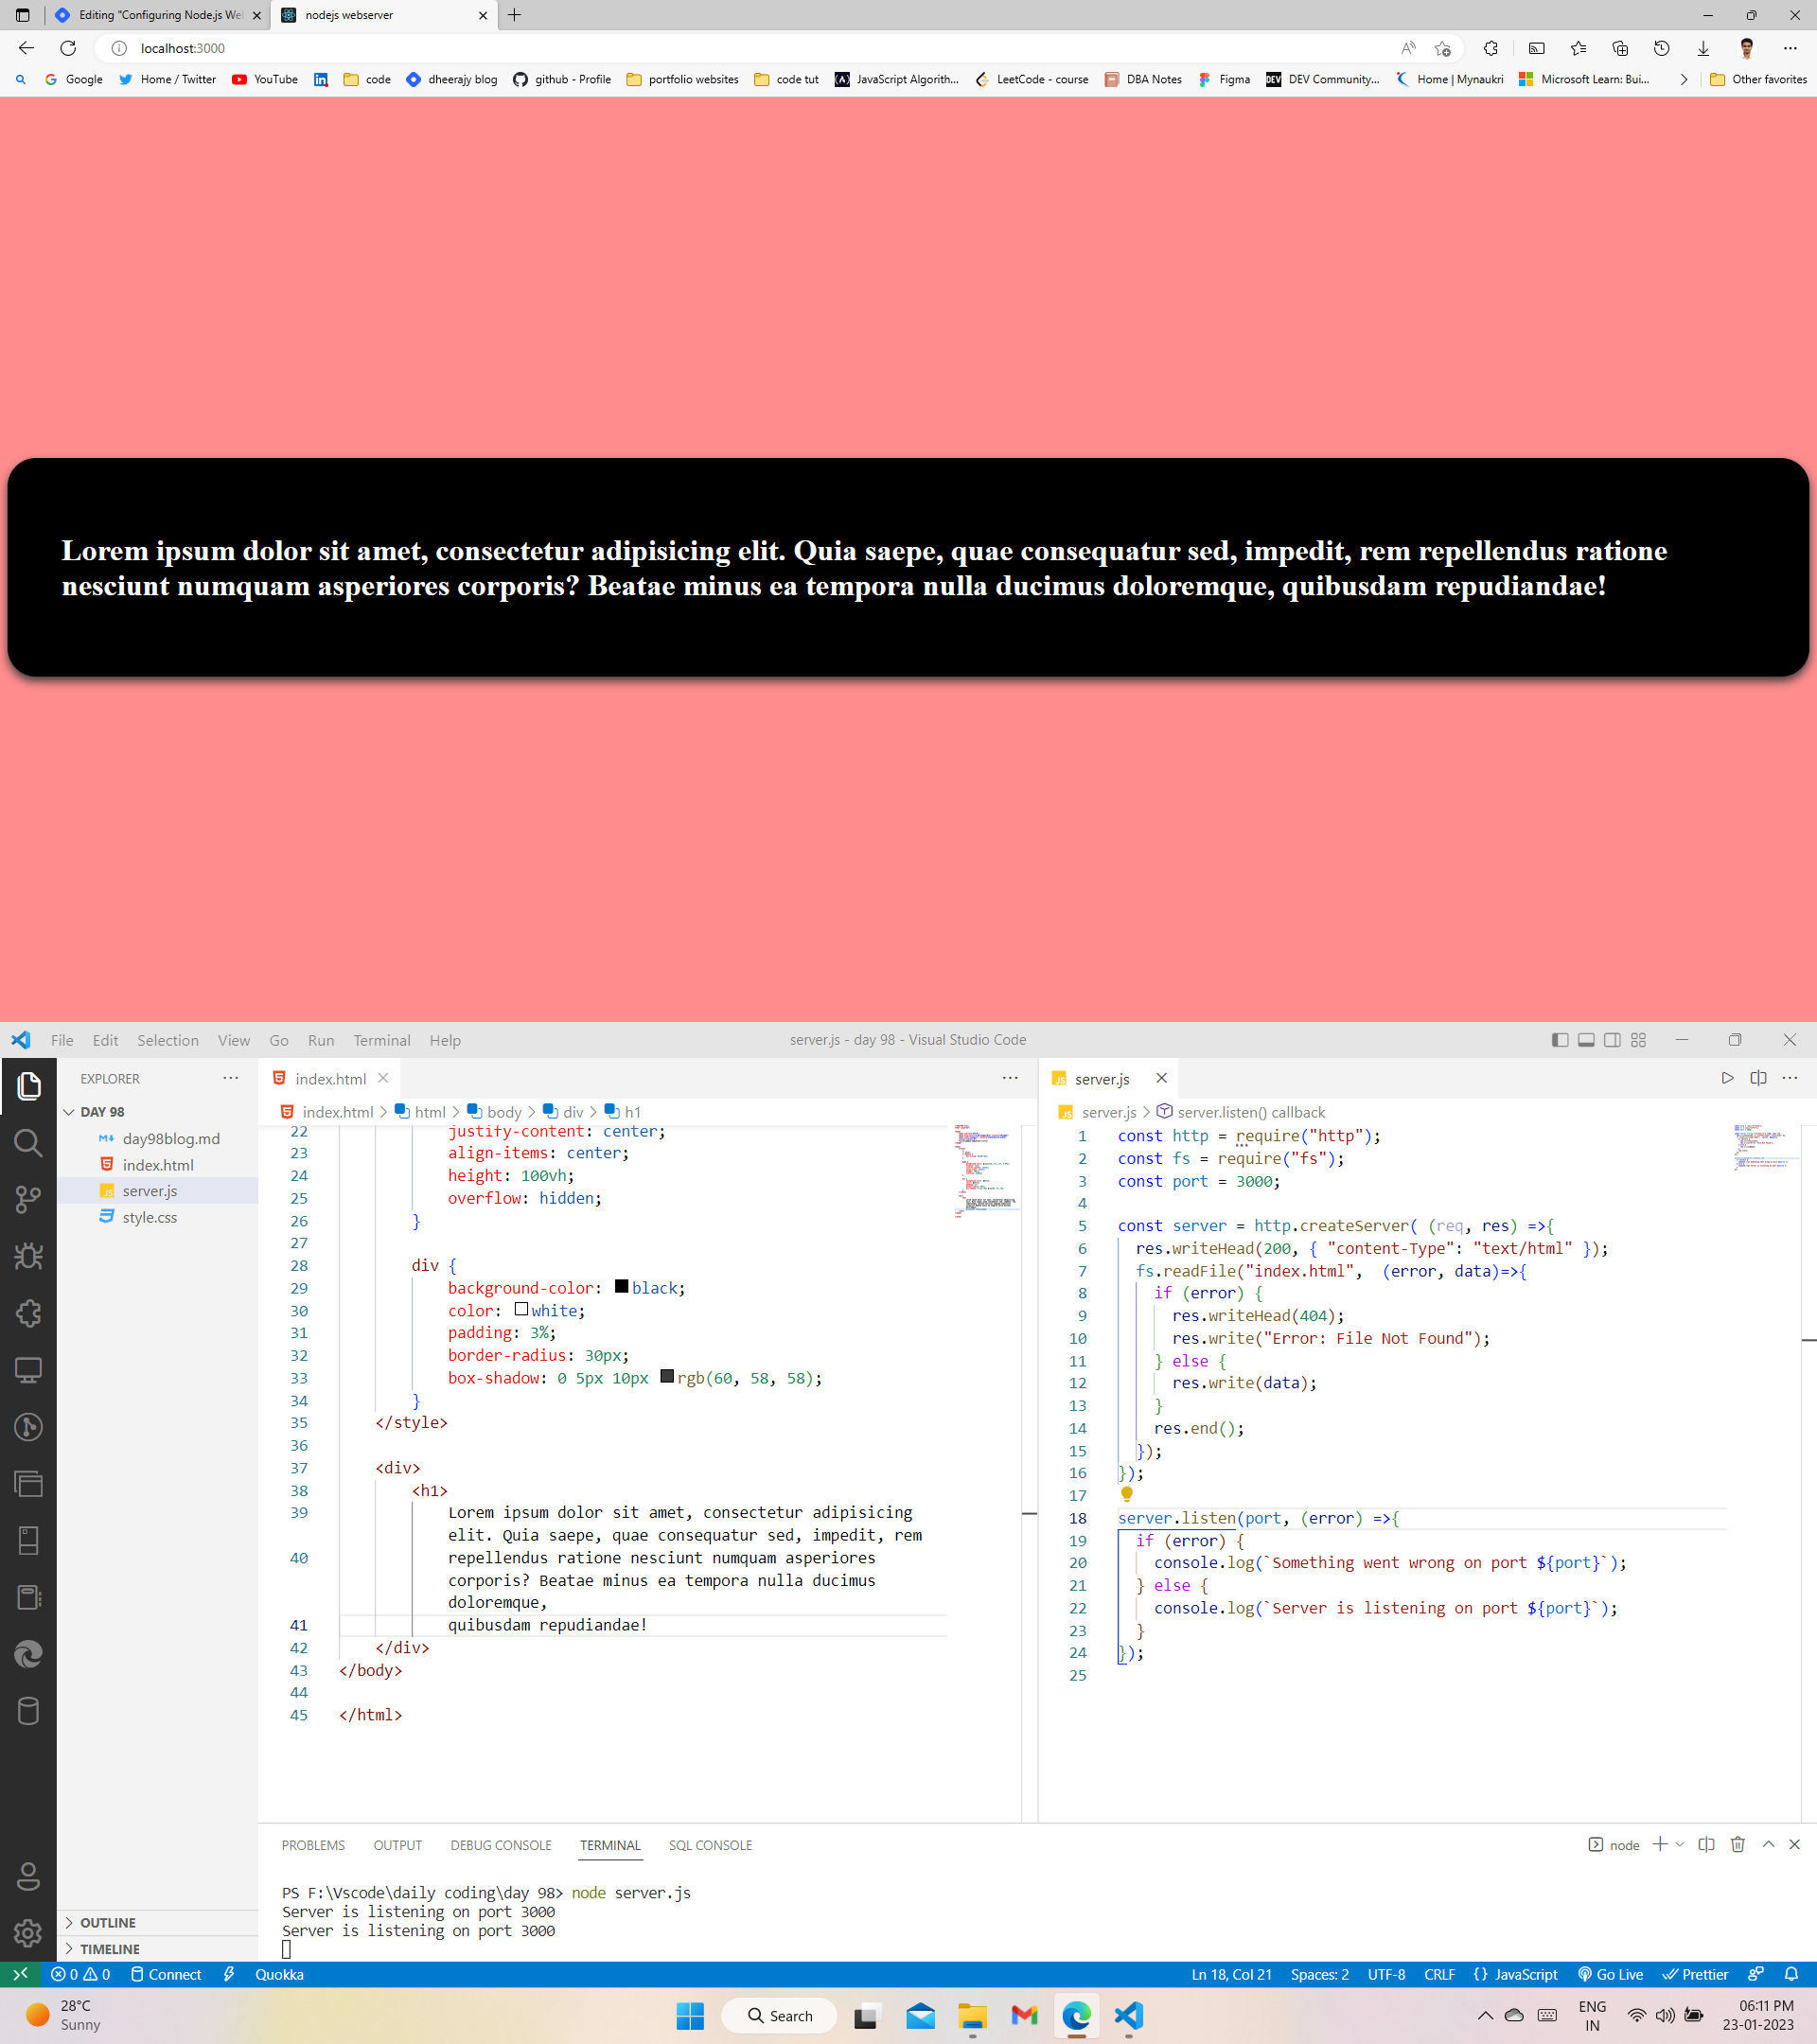 Editing "Configuring Node.js We
nodejs webserver
localhost:3000
Google
Home / Twitter
YouTube
code
dheerajy blog
github - Profile
portfolio websites
code tut
JavaScript Algorith...
LeetCode - course
DBA Notes
Figma
DEV Community...
Home | Mynaukri
Microsoft Learn: Bui...
Other favorites
Lorem ipsum dolor sit amet, consectetur adipisicing elit. Quia saepe, quae consequatur sed, impedit, rem repellendus ratione
nesciunt numquam asperiores corporis? Beatae minus ea tempora nulla ducimus doloremque, quibusdam repudiandae!
File Edit Selection View Go Run Terminal Help
server.js - day 98 - Visual Studio Code
EXPLORER
DAY 98
day98blog.md
index.html
server.js
style.css
OUTLINE
TIMELINE
index.html
index.html > html > body > div > h1
22 justify-content: center;
23 align-items: center;
24 height: 100vh;
25 overflow: hidden;
26 }
27
28 div {
29 background-color: black;
30 color: white;
31 padding: 3%;
32 border-radius: 30px;
33 box-shadow: 0 5px 10px rgb(60, 58, 58);
34 }
35 </style>
36
37 <div>
38 <h1>
39 Lorem ipsum dolor sit amet, consectetur adipisicing
elit. Quia saepe, quae consequatur sed, impedit, rem
40 repellendus ratione nesciunt numquam asperiores
corporis? Beatae minus ea tempora nulla ducimus
doloremque,
41 quibusdam repudiandae!
42 </div>
43 </body>
44
45 </html>
server.js
server.js > server.listen() callback
1 const http = require("http");
2 const fs = require("fs");
3 const port = 3000;
4
5 const server = http.createServer( (req, res) =>{
6 res.writeHead(200, { "content-Type": "text/html" });
7 fs.readFile("index.html",  (error, data)=>{
8 if (error) {
9 res.writeHead(404);
10 res.write("Error: File Not Found");
11 } else {
12 res.write(data);
13 }
14 res.end();
15 });
16 });
17
18 server.listen(port, (error) =>{
19 if (error) {
20 console.log(`Something went wrong on port ${port}`);
21 } else {
22 console.log(`Server is listening on port ${port}`);
23 }
24 });
25
PROBLEMS OUTPUT DEBUG CONSOLE TERMINAL SQL CONSOLE
node
PS F:\Vscode\daily coding\day 98> node server.js
Server is listening on port 3000
Server is listening on port 3000
0 0 Connect Quokka
Ln 18, Col 21 Spaces: 2 UTF-8 CRLF {} JavaScript Go Live Prettier
28°C
Sunny
Search
ENG
IN
06:11 PM
23-01-2023